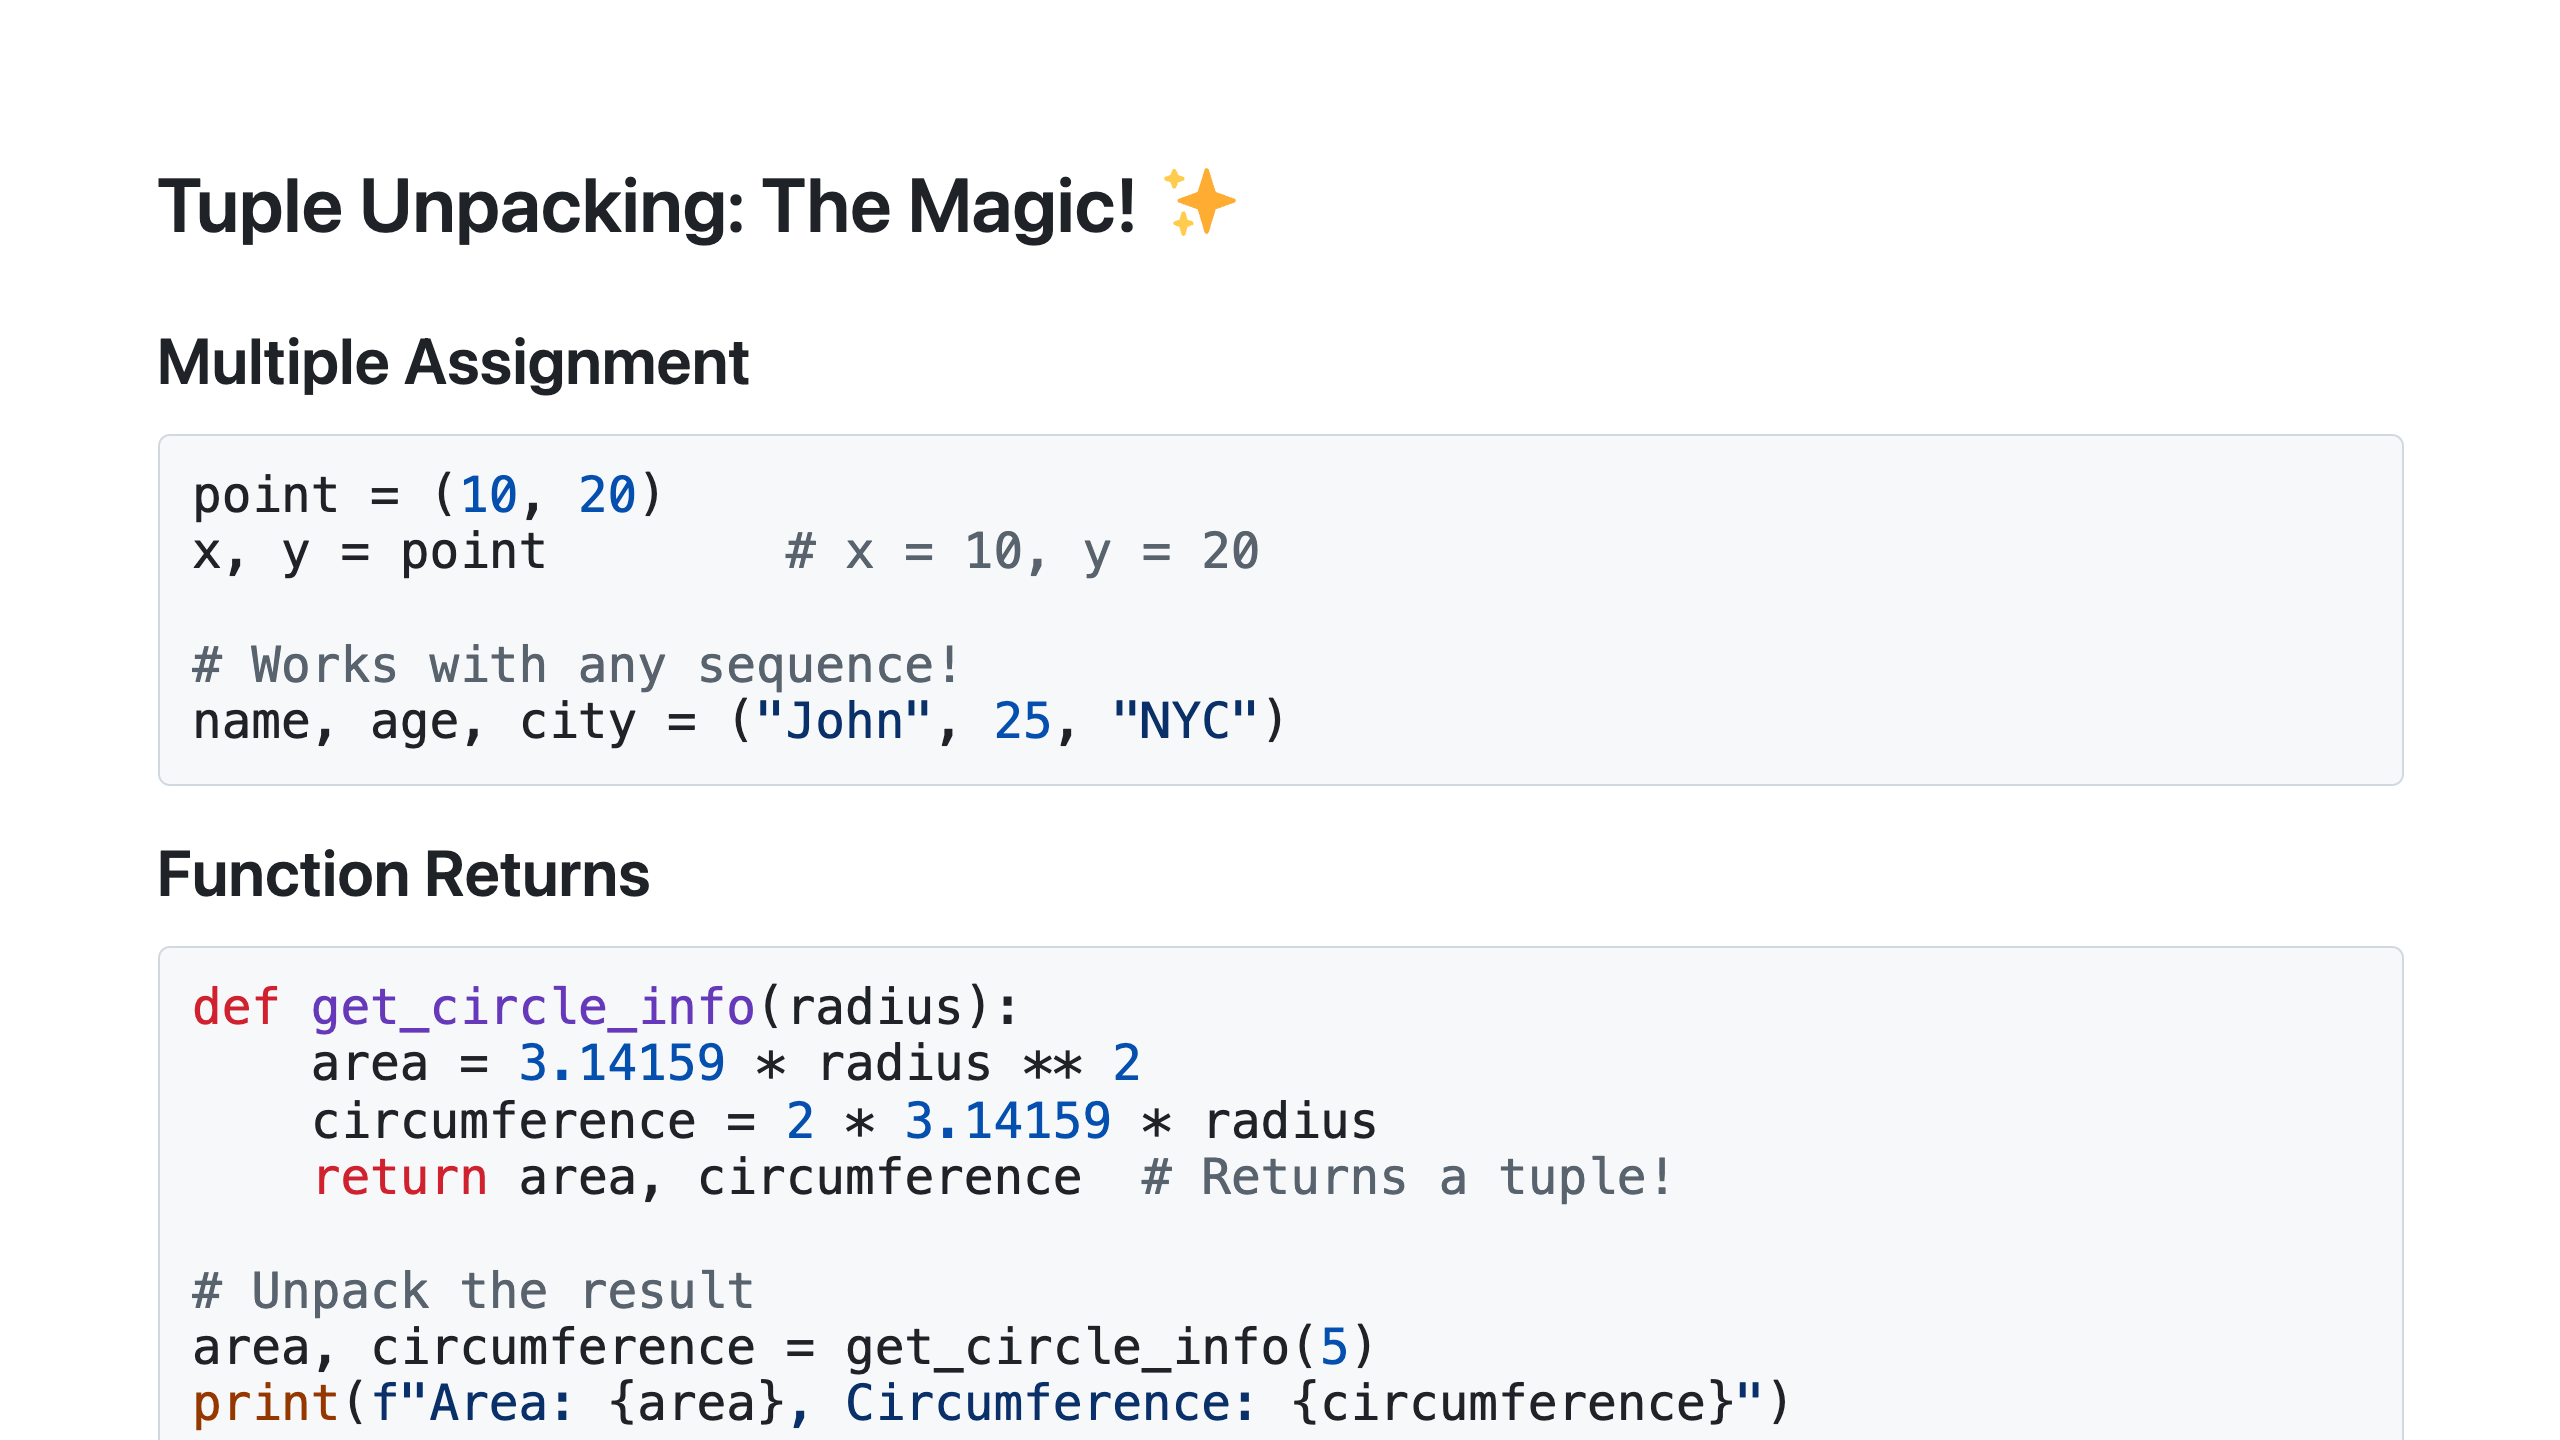 Tuple Unpacking: The Magic! ✨
Multiple Assignment
point = (10, 20)
x, y = point        # x = 10, y = 20
# Works with any sequence!
name, age, city = ("John", 25, "NYC")
Function Returns
def get_circle_info(radius):
    area = 3.14159 * radius ** 2
    circumference = 2 * 3.14159 * radius
    return area, circumference  # Returns a tuple!
# Unpack the result
area, circumference = get_circle_info(5)
print(f"Area: {area}, Circumference: {circumference}")